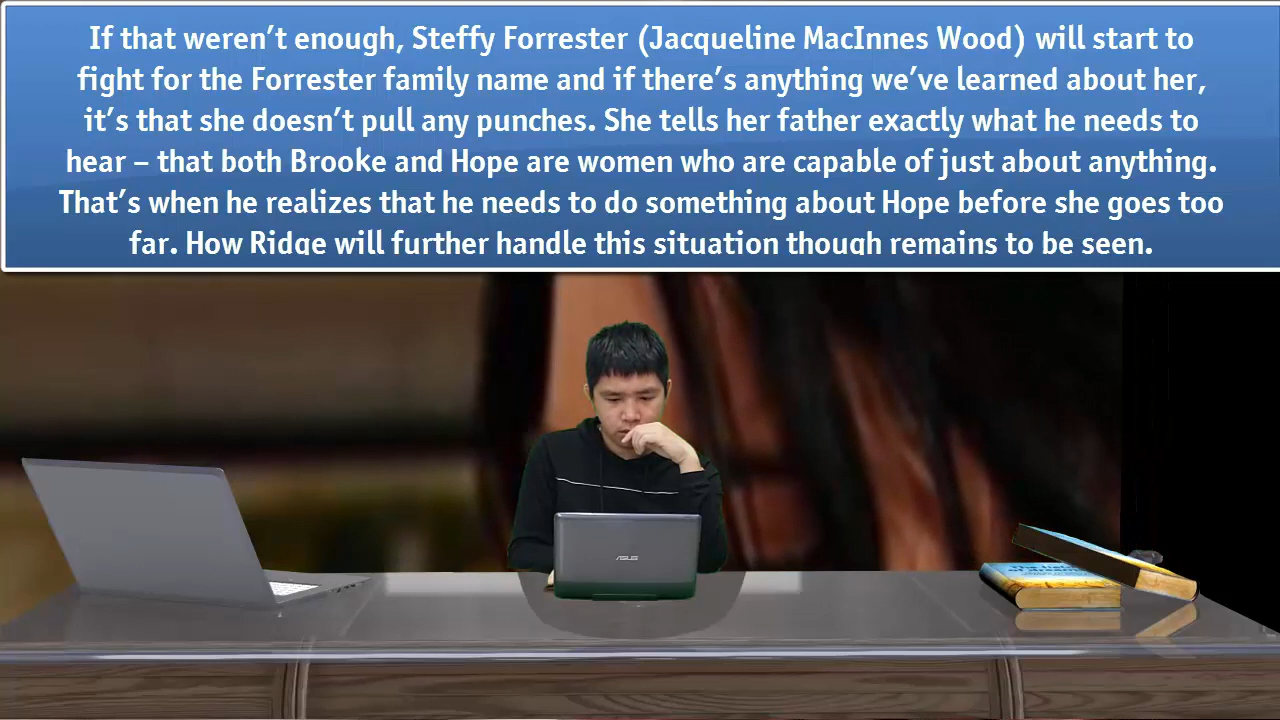 If that weren’t enough, Steffy Forrester (Jacqueline MacInnes Wood) will start to
fight for the Forrester family name and if there’s anything we’ve learned about her,
it’s that she doesn’t pull any punches. She tells her father exactly what he needs to
hear – that both Brooke and Hope are women who are capable of just about anything.
That’s when he realizes that he needs to do something about Hope before she goes too
far. How Ridge will further handle this situation though remains to be seen.
ASUS